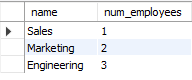 name num_employees
Sales 1
Marketing 2
Engineering 3